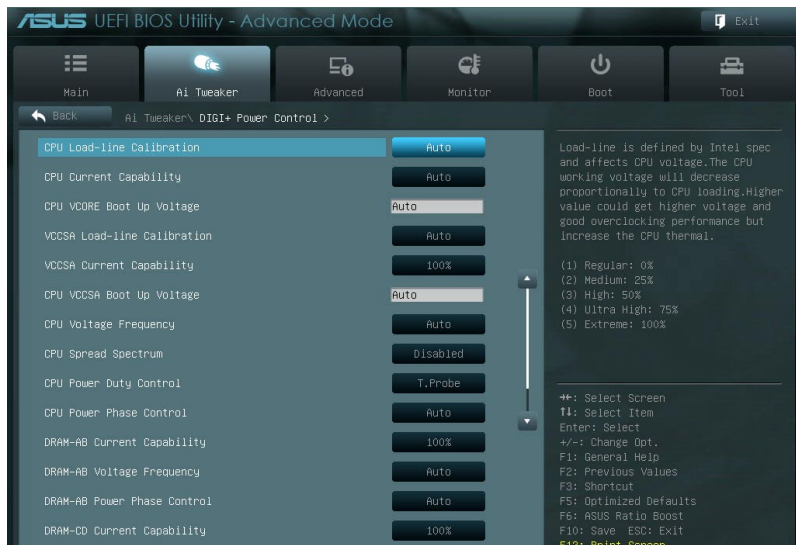 ASUS UEFI BIOS Utility - Advanced Mode
Exit
Main
Ai Tweaker
Advanced
Monitor
Boot
Tool
Back
Ai Tweaker\ DIGI+ Power Control >
CPU Load-line Calibration Auto
CPU Current Capability Auto
CPU VCORE Boot Up Voltage Auto
VCCSA Load-line Calibration Auto
VCCSA Current Capability 100%
CPU VCCSA Boot Up Voltage Auto
CPU Voltage Frequency Auto
CPU Spread Spectrum Disabled
CPU Power Duty Control T.Probe
CPU Power Phase Control Auto
DRAM-AB Current Capability 100%
DRAM-AB Voltage Frequency Auto
DRAM-AB Power Phase Control Auto
DRAM-CD Current Capability 100%
Load-line is defined by Intel spec
and affects CPU voltage.The CPU
working voltage will decrease
proportionally to CPU loading.Higher
value could get higher voltage and
good overclocking performance but
increase the CPU thermal.
(1) Regular: 0%
(2) Medium: 25%
(3) High: 50%
(4) Ultra High: 75%
(5) Extreme: 100%
→←: Select Screen
↑↓: Select Item
Enter: Select
+/-: Change Opt.
F1: General Help
F2: Previous Values
F3: Shortcut
F5: Optimized Defaults
F6: ASUS Ratio Boost
F10: Save ESC: Exit
F12: Print Screen